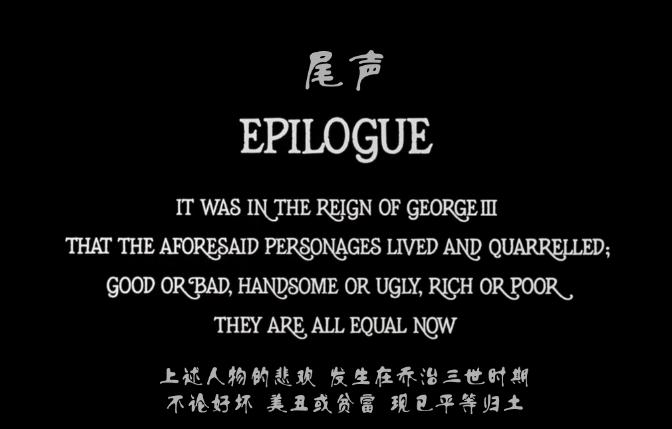 尾声
EPILOGUE
IT WAS IN THE REIGN OF GEORGE III
THAT THE AFORESAID PERSONAGES LIVED AND QUARRELLED;
GOOD OR BAD, HANDSOME OR UGLY, RICH OR POOR
THEY ARE ALL EQUAL NOW
上述人物的悲欢 发生在乔治三世时期
不论好坏 美丑或贫富 现已平等归土